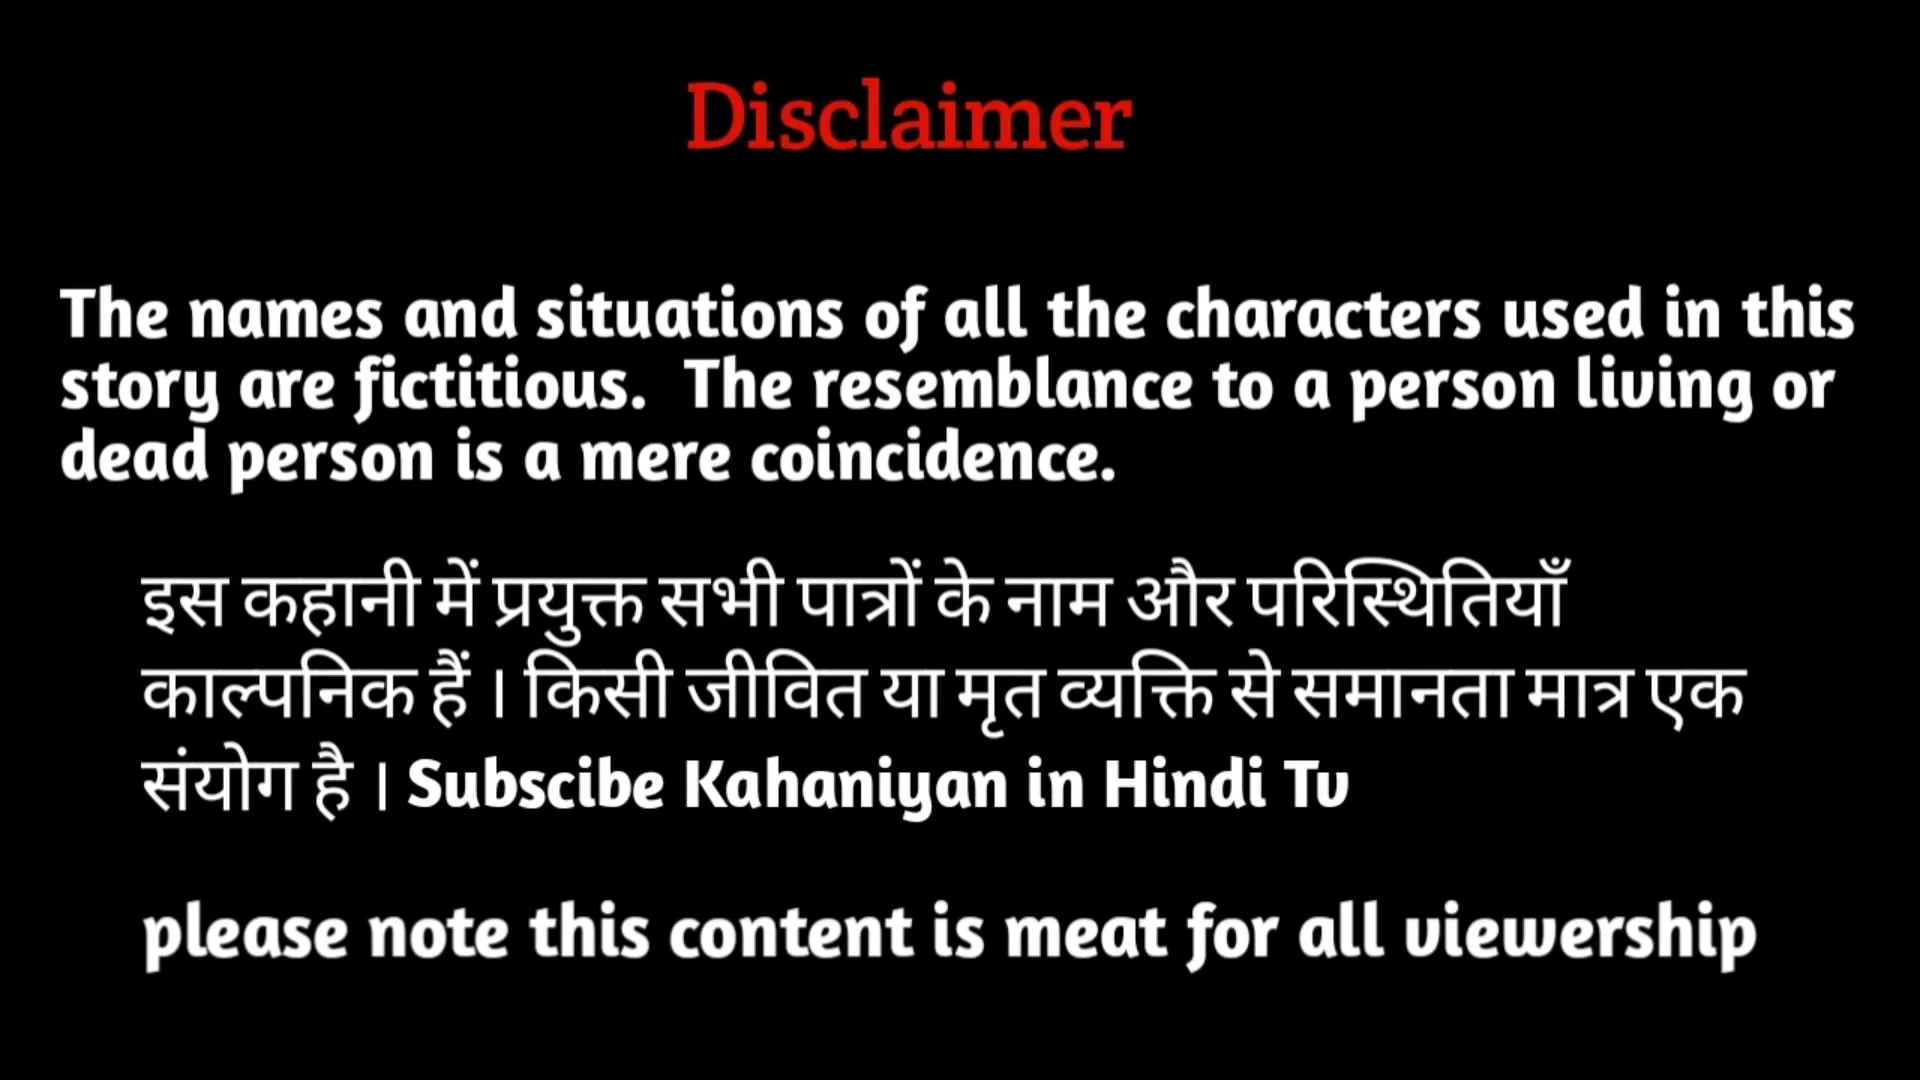 Disclaimer
The names and situations of all the characters used in this
story are fictitious.  The resemblance to a person living or
dead person is a mere coincidence.
इस कहानी में प्रयुक्त सभी पात्रों के नाम और परिस्थितियाँ
काल्पनिक हैं । किसी जीवित या मृत व्यक्ति से समानता मात्र एक
संयोग है । Subscibe Kahaniyan in Hindi Tv
please note this content is meat for all viewership